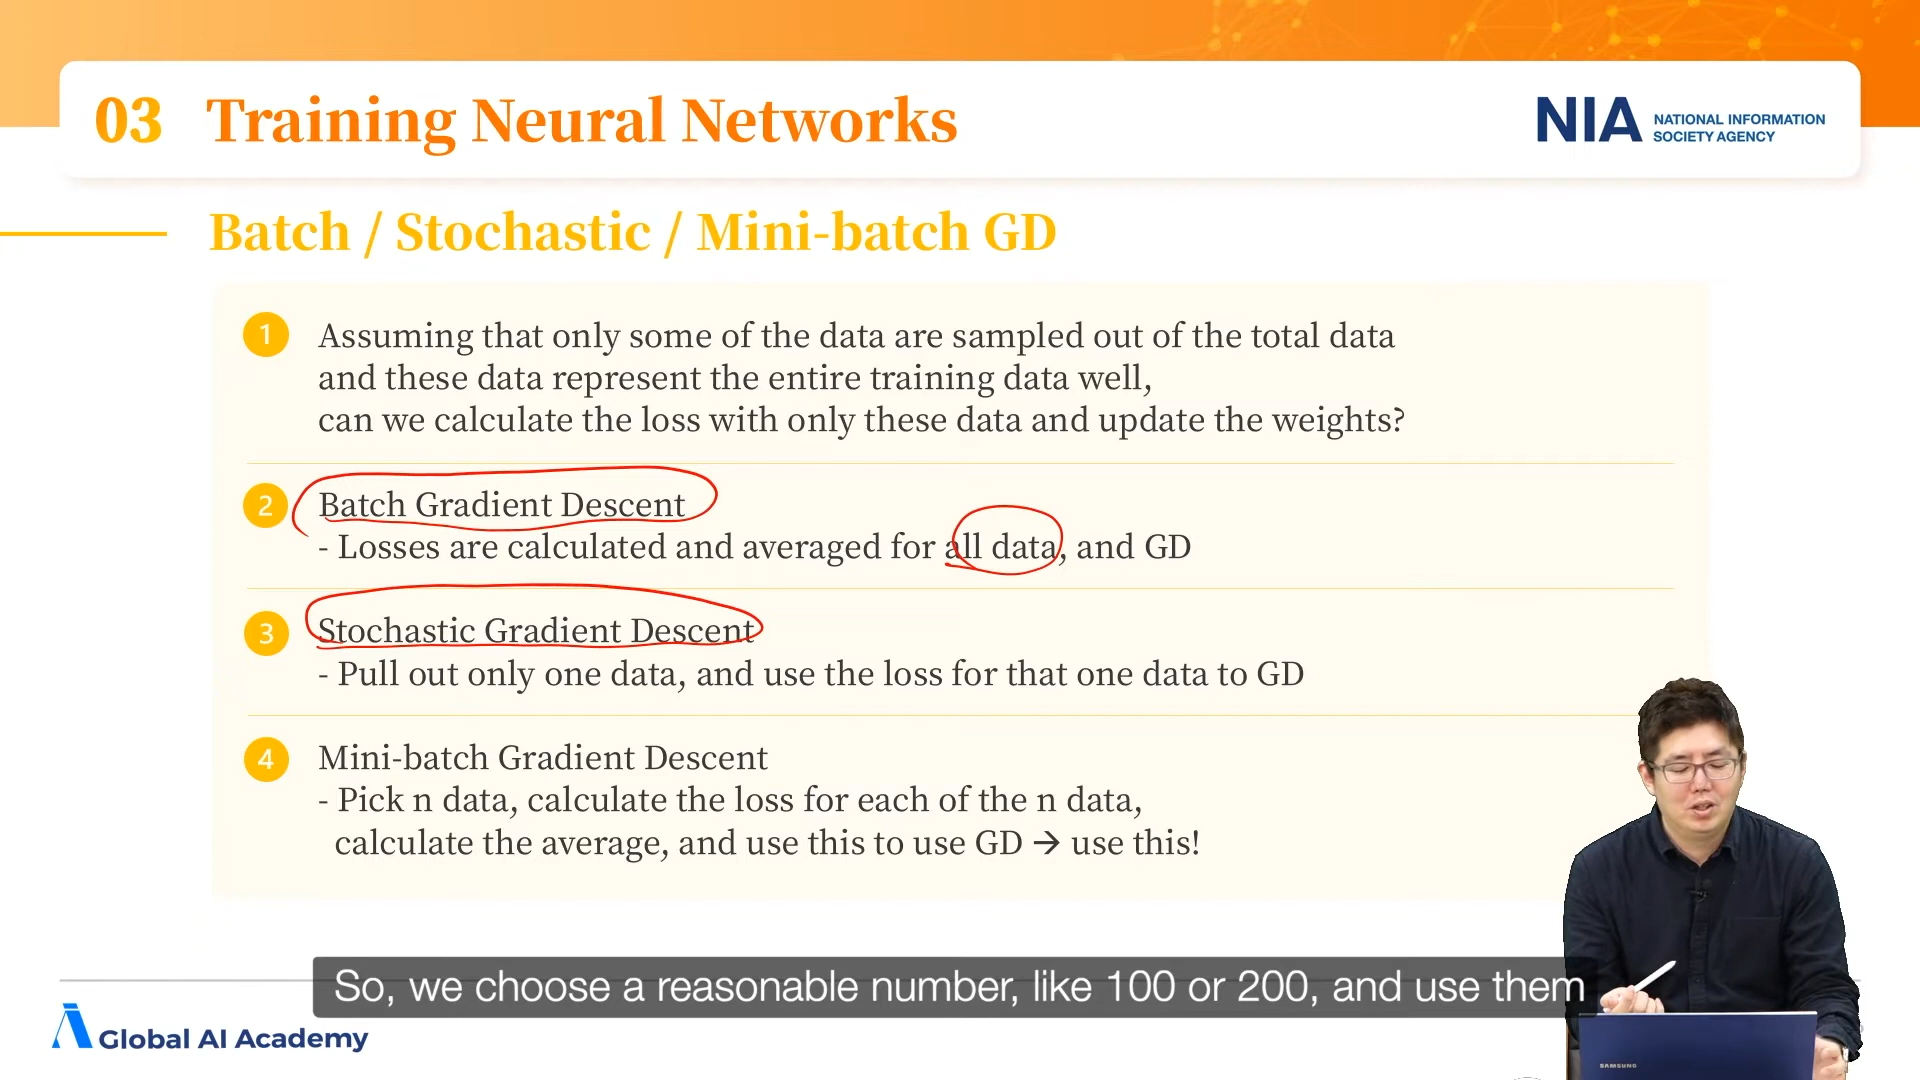 03 Training Neural Networks
NIA NATIONAL INFORMATION
SOCIETY AGENCY
Batch / Stochastic / Mini-batch GD
1 Assuming that only some of the data are sampled out of the total data
and these data represent the entire training data well,
can we calculate the loss with only these data and update the weights?
2 Batch Gradient Descent
- Losses are calculated and averaged for all data, and GD
3 Stochastic Gradient Descent
- Pull out only one data, and use the loss for that one data to GD
4 Mini-batch Gradient Descent
- Pick n data, calculate the loss for each of the n data,
calculate the average, and use this to use GD → use this!
So, we choose a reasonable number, like 100 or 200, and use them
Global AI Academy
SAMSUNG